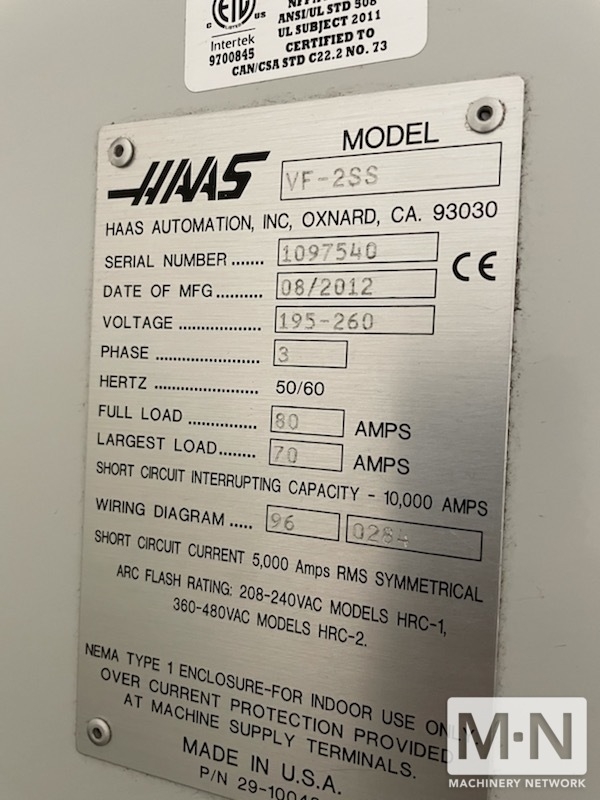 ANSI/UL STD 508
C US
UL SUBJECT 2011
Intertek
CERTIFIED TO
9700845
CAN/CSA STD C22.2 NO. 73
HAAS
MODEL
VF-2SS
HAAS AUTOMATION, INC, OXNARD, CA. 93030
SERIAL NUMBER ....... 1097540
CE
DATE OF MFG.......... 08/2012
VOLTAGE .................. 195-260
PHASE ....................... 3
HERTZ ....................... 50/60
FULL LOAD ............... 80 AMPS
LARGEST LOAD........ 70 AMPS
SHORT CIRCUIT INTERRUPTING CAPACITY - 10,000 AMPS
WIRING DIAGRAM ..... 96 0284
SHORT CIRCUIT CURRENT 5,000 Amps RMS SYMMETRICAL
ARC FLASH RATING: 208-240VAC MODELS HRC-1,
360-480VAC MODELS HRC-2.
NEMA TYPE 1 ENCLOSURE-FOR INDOOR USE ONLY
OVER CURRENT PROTECTION PROVIDED
AT MACHINE SUPPLY TERMINALS.
MADE IN U.S.A.
P/N 29-1004
M·N
MACHINERY NETWORK